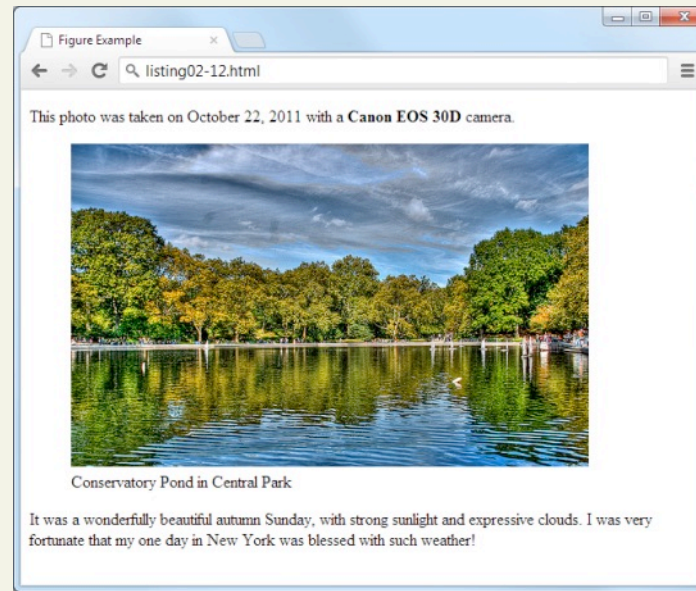 Figure Example
listing02-12.html
This photo was taken on October 22, 2011 with a Canon EOS 30D camera.
Conservatory Pond in Central Park
It was a wonderfully beautiful autumn Sunday, with strong sunlight and expressive clouds. I was very
fortunate that my one day in New York was blessed with such weather!